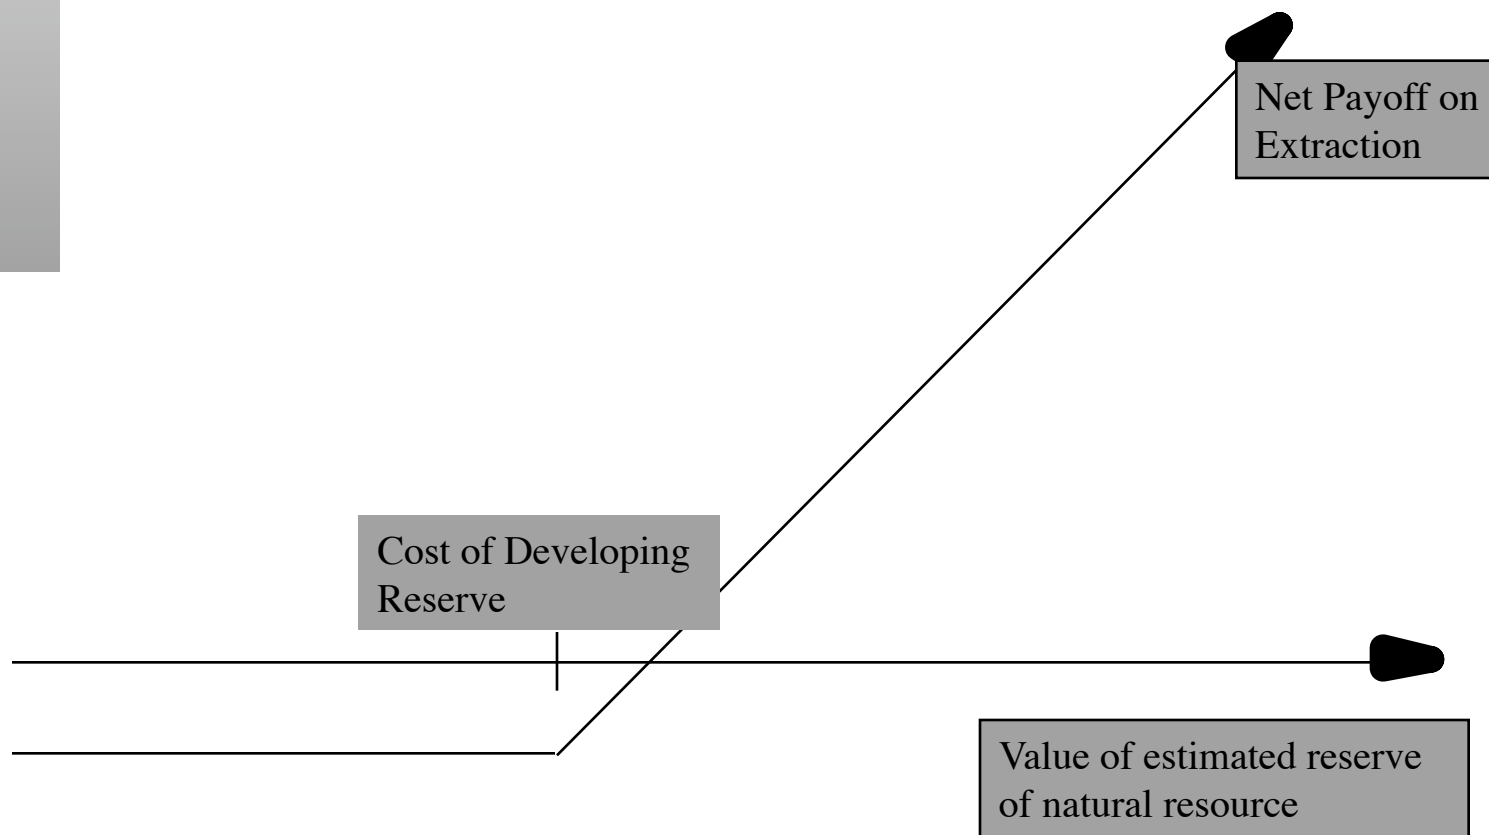 Net Payoff on
Extraction
Cost of Developing
Reserve
Value of estimated reserve
of natural resource